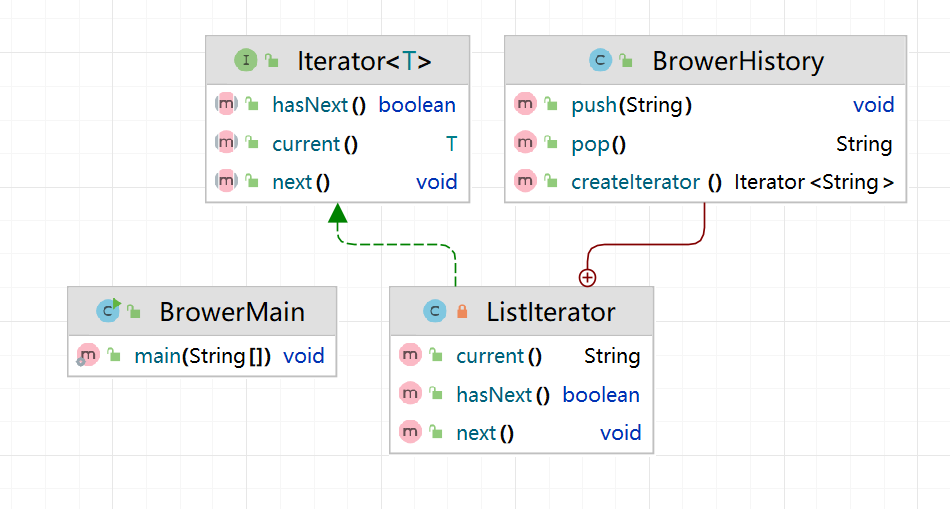 I Iterator<T>
m hasNext() boolean
m current() T
m next() void
C BrowerHistory
m push(String) void
m pop() String
m createIterator () Iterator <String>
C BrowerMain
m main(String[]) void
C ListIterator
m current() String
m hasNext() boolean
m next() void